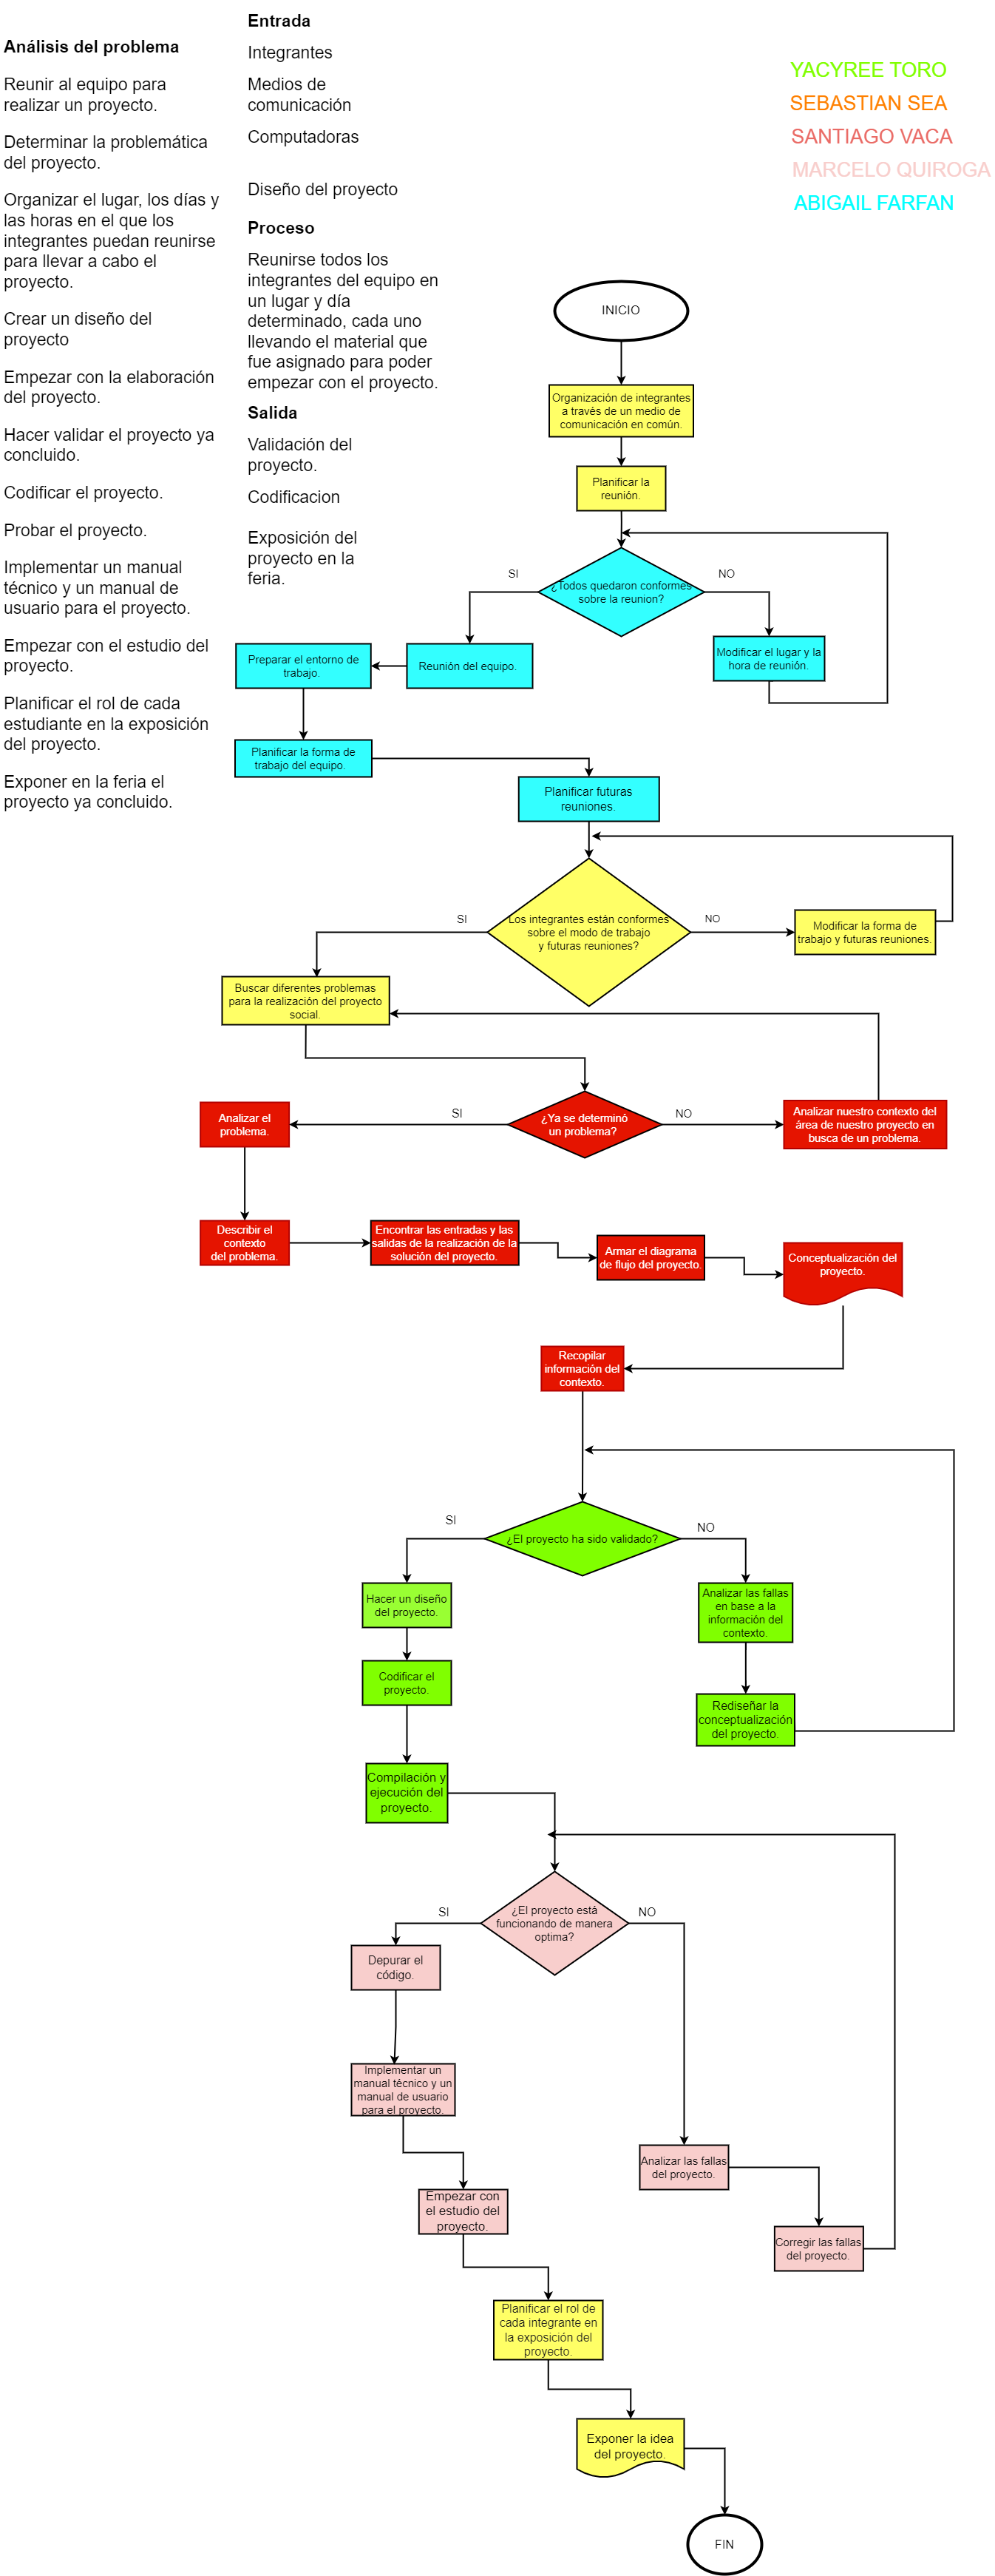 Análisis del problema
Reunir al equipo para
realizar un proyecto.
Determinar la problemática
del proyecto.
Organizar el lugar, los días y
las horas en el que los
integrantes puedan reunirse
para llevar a cabo el
proyecto.
Crear un diseño del
proyecto
Empezar con la elaboración
del proyecto.
Hacer validar el proyecto ya
concluido.
Codificar el proyecto.
Probar el proyecto.
Implementar un manual
técnico y un manual de
usuario para el proyecto.
Empezar con el estudio del
proyecto.
Planificar el rol de cada
estudiante en la exposición
del proyecto.
Exponer en la feria el
proyecto ya concluido.
Entrada
Integrantes
Medios de
comunicación
Computadoras
Diseño del proyecto
Proceso
Reunirse todos los
integrantes del equipo en
un lugar y día
determinado, cada uno
llevando el material que
fue asignado para poder
empezar con el proyecto.
Salida
Validación del
proyecto.
Codificacion
Exposición del
proyecto en la
feria.
YACYREE TORO
SEBASTIAN SEA
SANTIAGO VACA
MARCELO QUIROGA
ABIGAIL FARFAN
INICIO
Organización de integrantes
a través de un medio de
comunicación en común.
Planificar la
reunión.
¿Todos quedaron conformes
sobre la reunion?
SI
NO
Modificar el lugar y la
hora de reunión.
Reunión del equipo.
Preparar el entorno de
trabajo.
Planificar la forma de
trabajo del equipo.
Planificar futuras
reuniones.
Los integrantes están conformes
sobre el modo de trabajo
y futuras reuniones?
SI
NO
Modificar la forma de
trabajo y futuras reuniones.
Buscar diferentes problemas
para la realización del proyecto
social.
¿Ya se determinó
un problema?
SI
NO
Analizar nuestro contexto del
área de nuestro proyecto en
busca de un problema.
Analizar el
problema.
Describir el
contexto
del problema.
Encontrar las entradas y las
salidas de la realización de la
solución del proyecto.
Armar el diagrama
de flujo del proyecto.
Conceptualización del
proyecto.
Recopilar
información del
contexto.
¿El proyecto ha sido validado?
SI
NO
Hacer un diseño
del proyecto.
Analizar las fallas
en base a la
información del
contexto.
Codificar el
proyecto.
Rediseñar la
conceptualización
del proyecto.
Compilación y
ejecución del
proyecto.
¿El proyecto está
funcionando de manera
optima?
SI
NO
Depurar el
código.
Implementar un
manual técnico y un
manual de usuario
para el proyecto.
Analizar las fallas
del proyecto.
Empezar con
el estudio del
proyecto.
Corregir las fallas
del proyecto.
Planificar el rol de
cada integrante en
la exposición del
proyecto.
Exponer la idea
del proyecto.
FIN